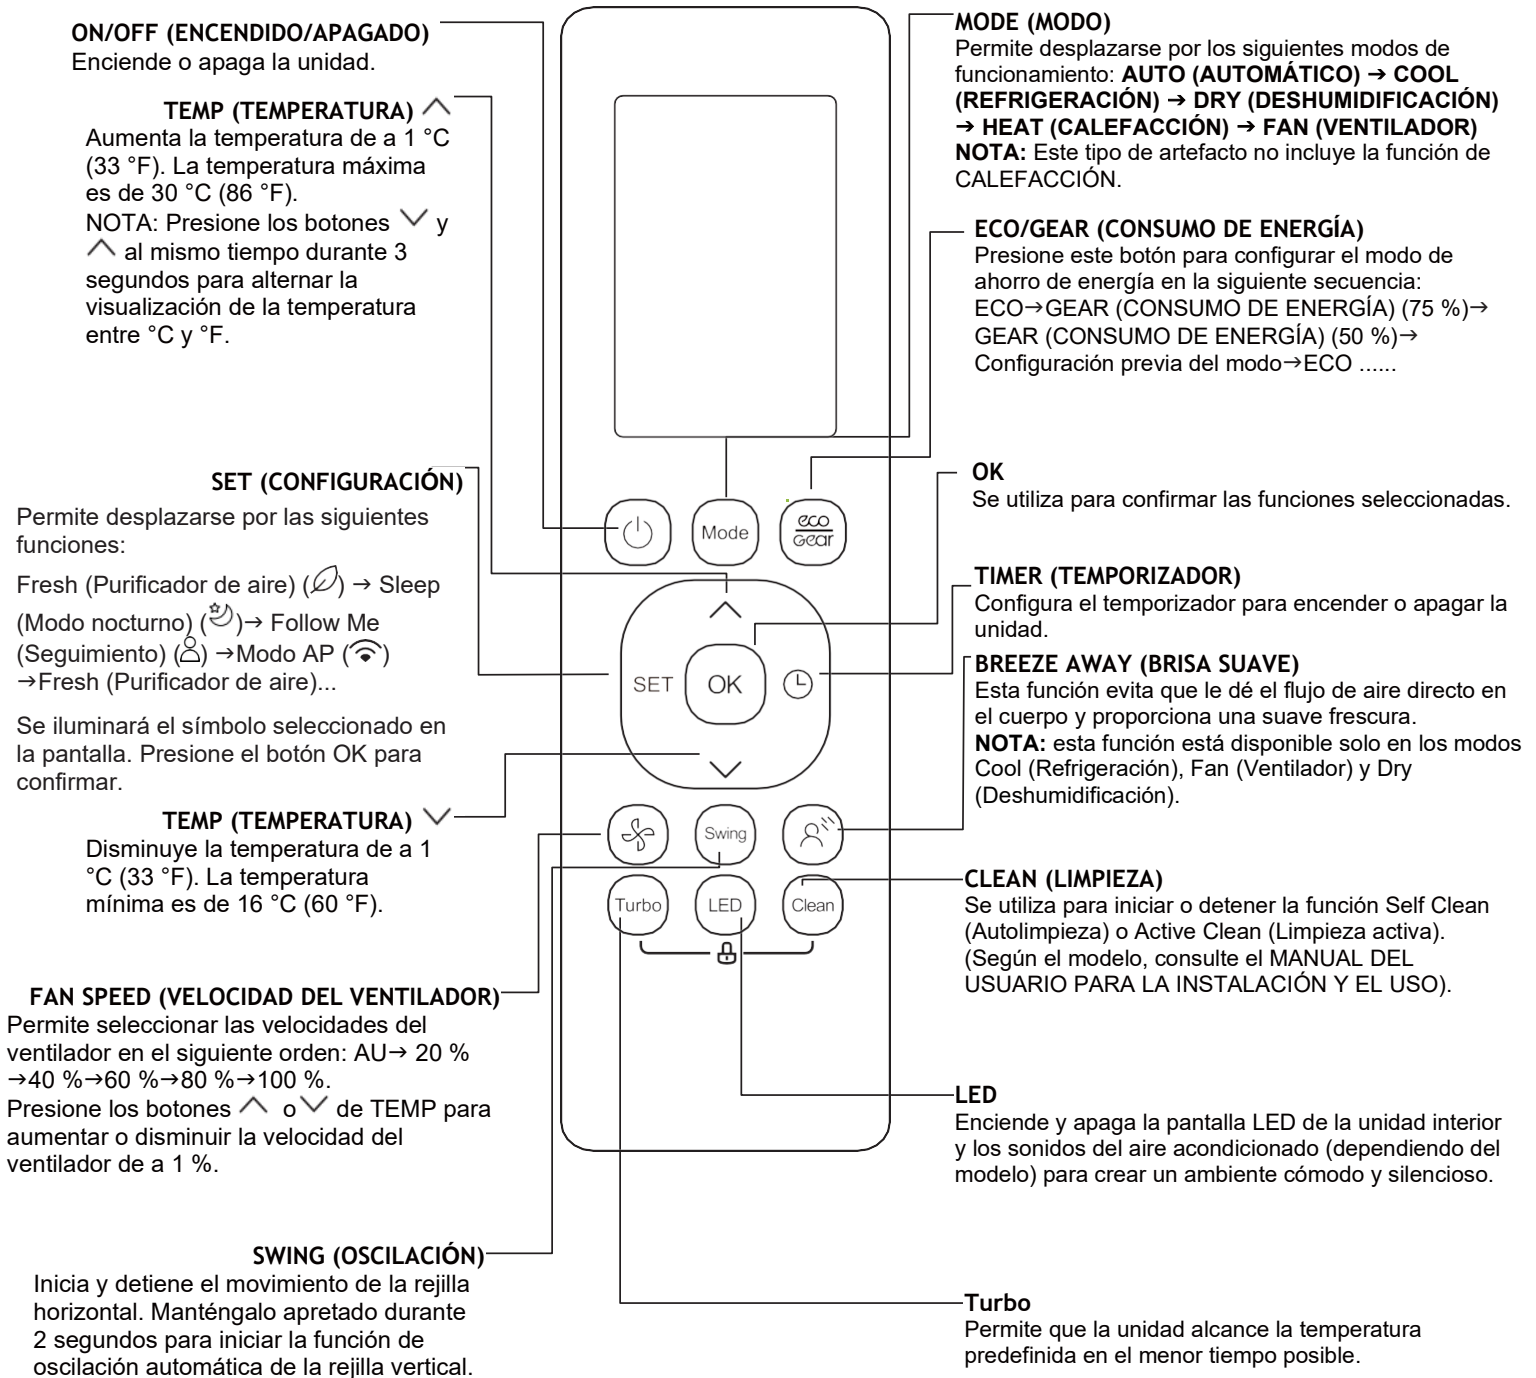 ON/OFF (ENCENDIDO/APAGADO)
Enciende o apaga la unidad.
TEMP (TEMPERATURA)
Aumenta la temperatura de a 1 °C
(33 °F). La temperatura máxima
es de 30 °C (86 °F).
NOTA: Presione los botones y
al mismo tiempo durante 3
segundos para alternar la
visualización de la temperatura
entre °C y °F.
SET (CONFIGURACIÓN)
Permite desplazarse por las siguientes
funciones:
Fresh (Purificador de aire) ( ) → Sleep
(Modo nocturno) ( )→ Follow Me
(Seguimiento) ( ) →Modo AP ( )
→Fresh (Purificador de aire)...
Se iluminará el símbolo seleccionado en
la pantalla. Presione el botón OK para
confirmar.
TEMP (TEMPERATURA)
Disminuye la temperatura de a 1
°C (33 °F). La temperatura
mínima es de 16 °C (60 °F).
FAN SPEED (VELOCIDAD DEL VENTILADOR)
Permite seleccionar las velocidades del
ventilador en el siguiente orden: AU→ 20 %
→40 %→60 %→80 %→100 %.
Presione los botones o de TEMP para
aumentar o disminuir la velocidad del
ventilador de a 1 %.
SWING (OSCILACIÓN)
Inicia y detiene el movimiento de la rejilla
horizontal. Manténgalo apretado durante
2 segundos para iniciar la función de
oscilación automática de la rejilla vertical.
Mode
eco
Gear
SET
OK
Swing
Turbo
LED
Clean
MODE (MODO)
Permite desplazarse por los siguientes modos de
funcionamiento: AUTO (AUTOMÁTICO) → COOL
(REFRIGERACIÓN) → DRY (DESHUMIDIFICACIÓN)
→ HEAT (CALEFACCIÓN) → FAN (VENTILADOR)
NOTA: Este tipo de artefacto no incluye la función de
CALEFACCIÓN.
ECO/GEAR (CONSUMO DE ENERGÍA)
Presione este botón para configurar el modo de
ahorro de energía en la siguiente secuencia:
ECO→GEAR (CONSUMO DE ENERGÍA) (75 %)→
GEAR (CONSUMO DE ENERGÍA) (50 %)→
Configuración previa del modo→ECO ......
OK
Se utiliza para confirmar las funciones seleccionadas.
TIMER (TEMPORIZADOR)
Configura el temporizador para encender o apagar la
unidad.
BREEZE AWAY (BRISA SUAVE)
Esta función evita que le dé el flujo de aire directo en
el cuerpo y proporciona una suave frescura.
NOTA: esta función está disponible solo en los modos
Cool (Refrigeración), Fan (Ventilador) y Dry
(Deshumidificación).
CLEAN (LIMPIEZA)
Se utiliza para iniciar o detener la función Self Clean
(Autolimpieza) o Active Clean (Limpieza activa).
(Según el modelo, consulte el MANUAL DEL
USUARIO PARA LA INSTALACIÓN Y EL USO).
LED
Enciende y apaga la pantalla LED de la unidad interior
y los sonidos del aire acondicionado (dependiendo del
modelo) para crear un ambiente cómodo y silencioso.
Turbo
Permite que la unidad alcance la temperatura
predefinida en el menor tiempo posible.